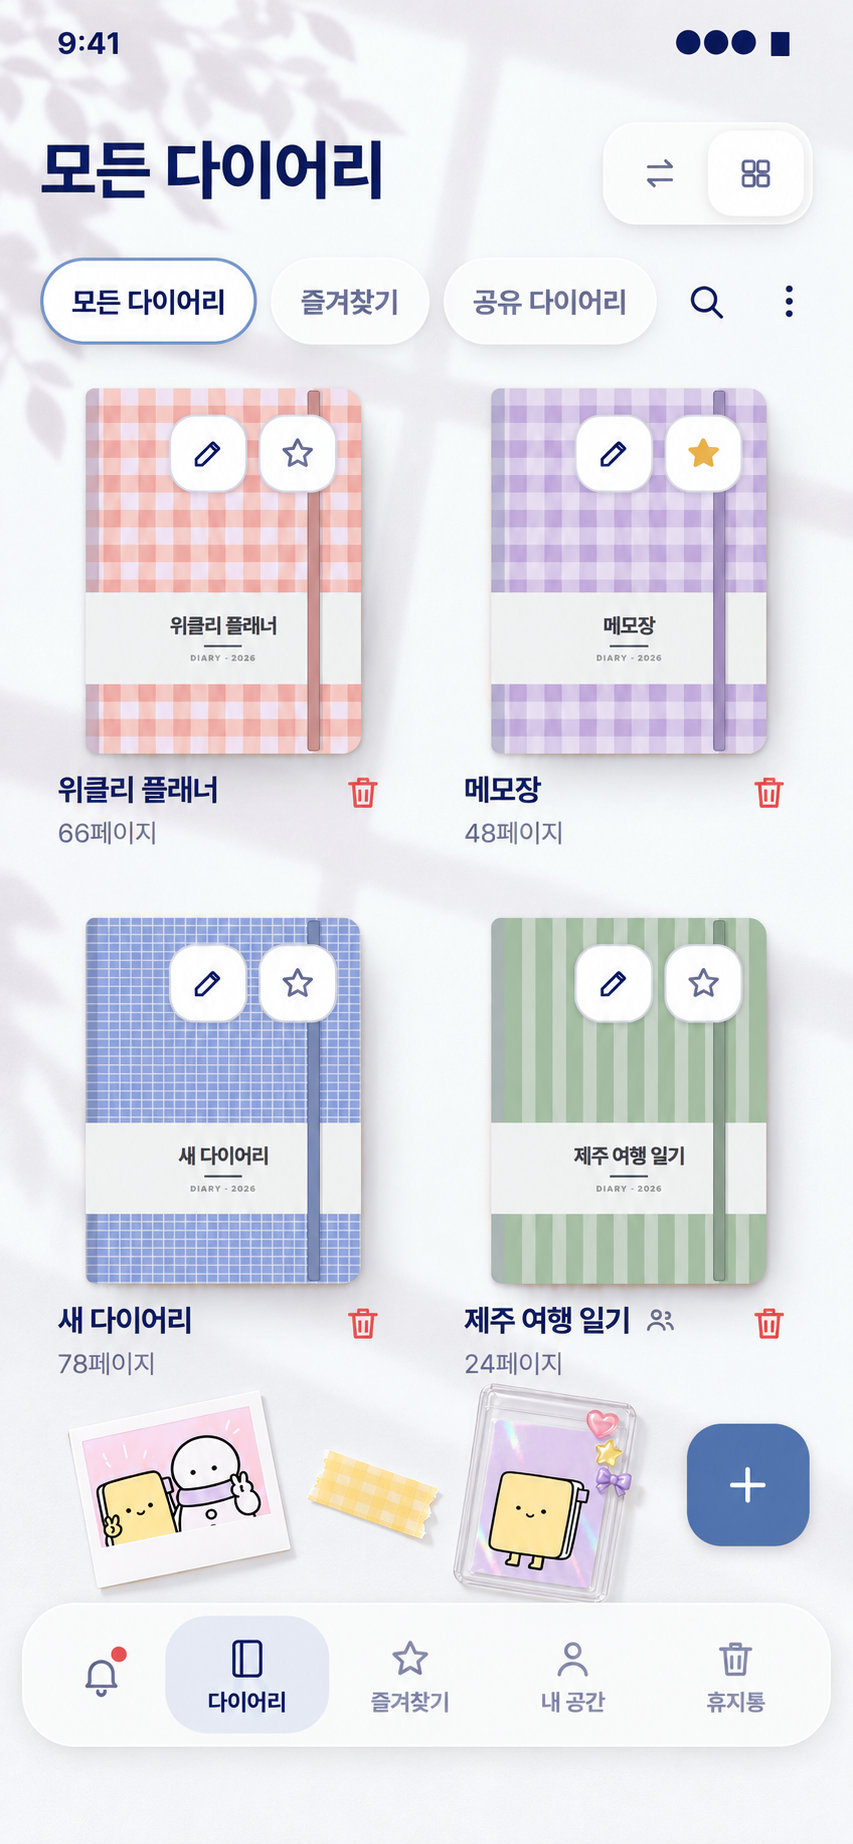 9:41
모든 다이어리
모든 다이어리 즐겨찾기 공유 다이어리
위클리 플래너
DIARY - 2026
메모장
DIARY - 2026
위클리 플래너
66페이지
메모장
48페이지
새 다이어리
DIARY - 2026
제주 여행 일기
DIARY - 2026
새 다이어리
78페이지
제주 여행 일기
24페이지
다이어리 즐겨찾기 내 공간 휴지통